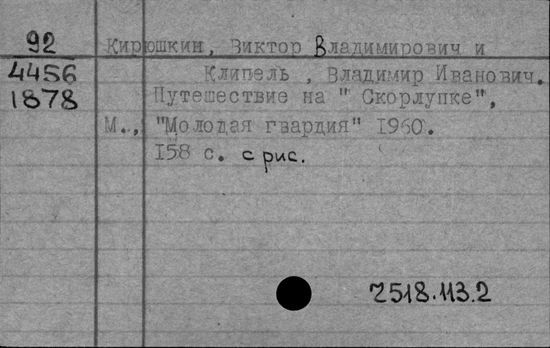 92 Кирюшкин, Виктор Владимирович и
4456 Клипель , Владимир Иванович.
1878 Путешествие на " Скорлупке",
М., "Молодая гвардия" 1960.
158 с. с рис.
2518.113.2